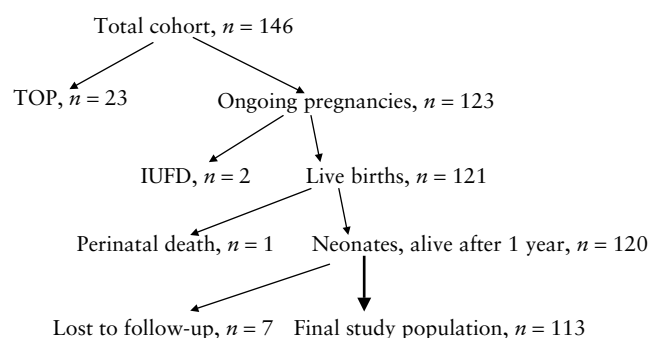 Total cohort, n = 146
TOP, n = 23
Ongoing pregnancies, n = 123
IUFD, n = 2
Live births, n = 121
Perinatal death, n = 1
Neonates, alive after 1 year, n = 120
Lost to follow-up, n = 7
Final study population, n = 113